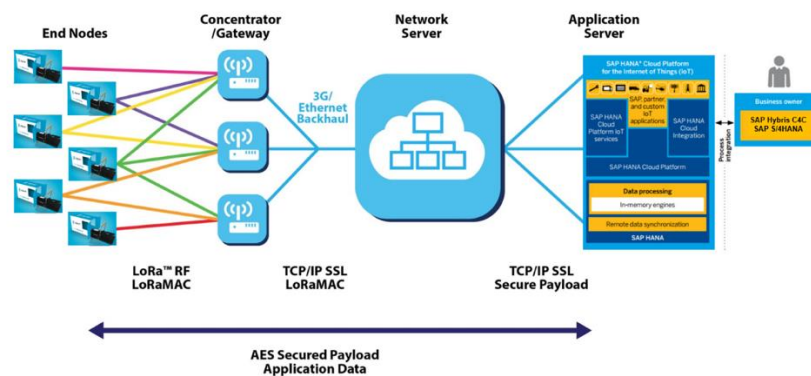 End Nodes
Concentrator
/Gateway
Network
Server
Application
Server
3G/
Ethernet
Backhaul
SAP HANA® Cloud Platform
for the Internet of Things (IoT)
SAP, partner
and custom
IoT
applications
SAP HANA
Cloud
Platform IoT
services
SAP HANA
Cloud
Integration
SAP HANA Cloud Platform
Data processing
In-memory engines
Remote data synchronization
SAP HANA
Process
integration
Business owner
SAP Hybris C4C
SAP S/4HANA
LoRa™ RF
LoRaMAC
TCP/IP SSL
LoRaMAC
TCP/IP SSL
Secure Payload
AES Secured Payload
Application Data